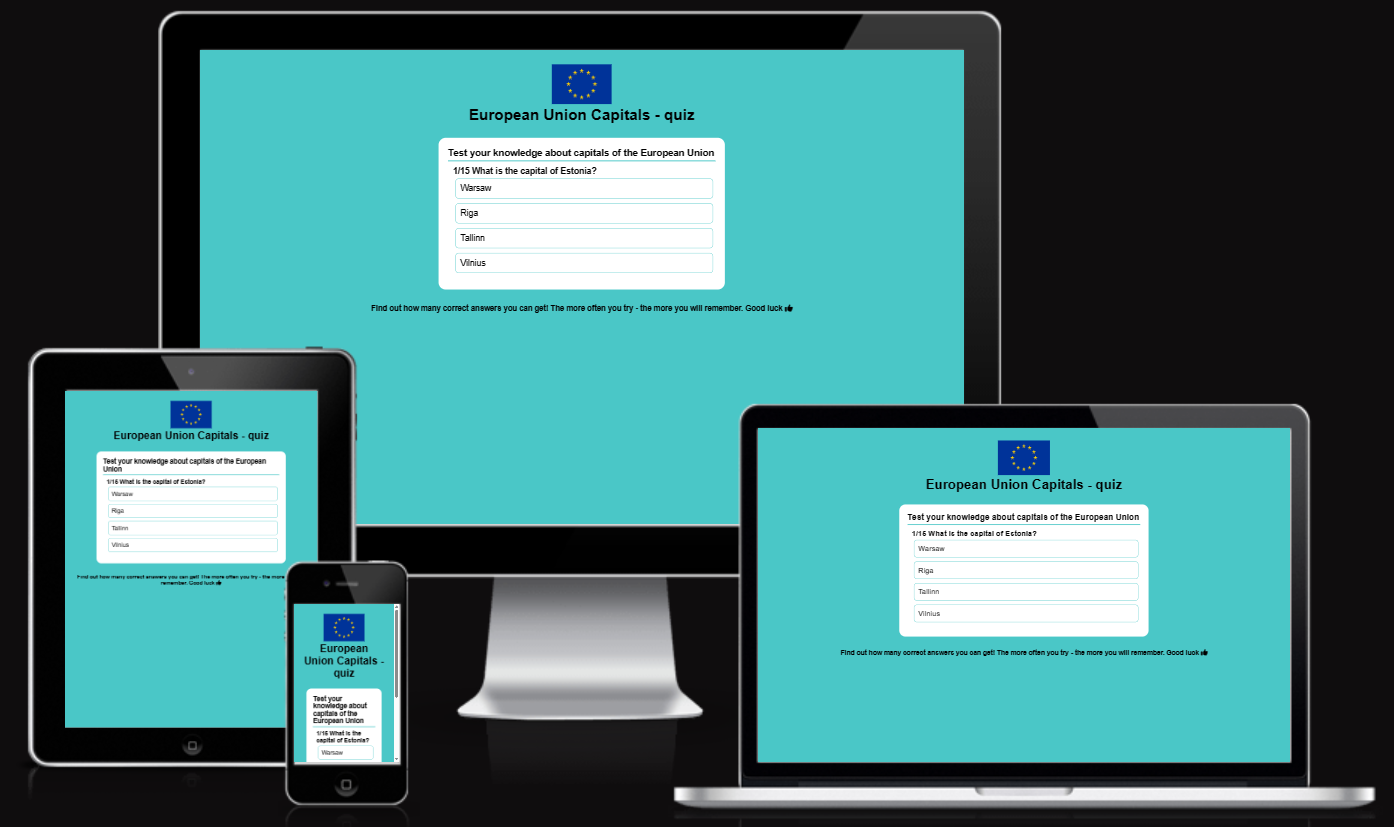 European Union Capitals - quiz
Test your knowledge about capitals of the European Union
1/15 What is the capital of Estonia?
Warsaw
Riga
Tallinn
Vilnius
Find out how many correct answers you can get! The more often you try - the more you will remember. Good luck
European Union Capitals - quiz
Test your knowledge about capitals of the European
Union
1/15 What is the capital of Estonia?
Warsaw
Riga
Tallinn
Vilnius
Find out how many correct answers you can get! The more often you try - the more
remember. Good luck
European
Union Capitals -
quiz
Test your
knowledge about
capitals of the
European Union
1/15 What is the
capital of Estonia?
Warsaw
European Union Capitals - quiz
Test your knowledge about capitals of the European Union
1/15 What is the capital of Estonia?
Warsaw
Riga
Tallinn
Vilnius
Find out how many correct answers you can get! The more often you try - the more you will remember. Good luck